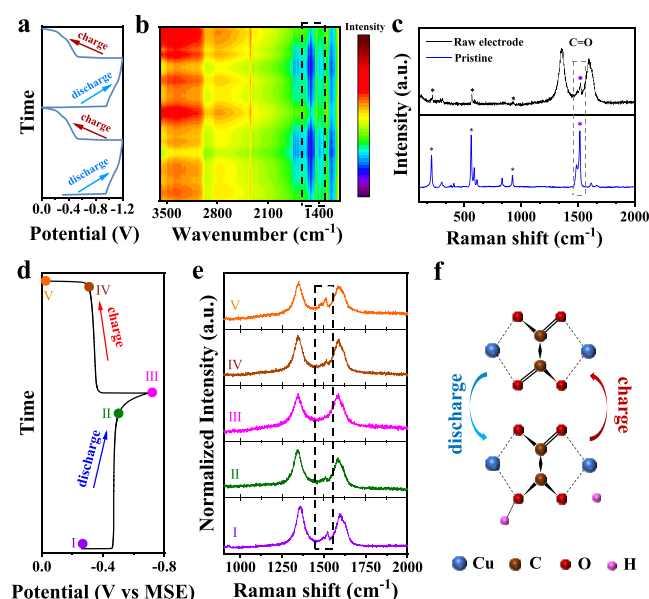 a
charge
discharge
charge
discharge
Time
0.0 -0.4 -0.8 -1.2
Potential (V)
b
Intensity
3500 2100 1400
Wavenumber (cm-1)
c
Raw electrode
Pristine
C=O
*
*
*
*
*
*
*
*
Intensity (a.u.)
500 1000 1500 2000
Raman shift (cm-1)
d
V
IV
charge
III
II
discharge
I
Time
0.0 -0.4 -0.8
Potential (V vs MSE)
e
V
IV
III
II
I
Normalized Intensity (a.u.)
1000 1250 1500 1750 2000
Raman shift (cm-1)
f
discharge
charge
Cu C O H